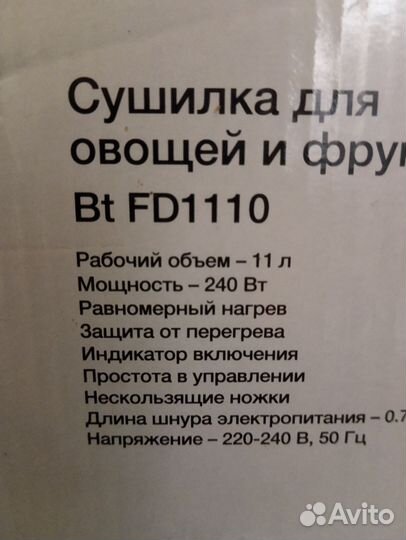 Сушилка для
овощей и
Bt FD1110
Рабочий объем – 11 л
Мощность – 240 Вт
Равномерный нагрев
Защита от перегрева
Индикатор включения
Простота в управлении
Нескользящие ножки
Длина шнура электропитания – 0.7
Напряжение – 220-240 В, 50 Гц
Avito